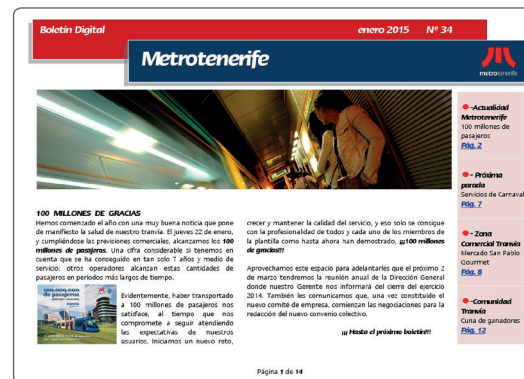 Boletín Digital enero 2015 Nº 34
Metrotenerife
metrotenerife
100 MILLONES DE GRACIAS
Hemos comenzado el año con una muy buena noticia que pone
de manifiesto la salud de nuestro tranvía. El jueves 22 de enero,
y cumpliéndose las previsiones comerciales, alcanzamos los 100
millones de pasajeros. Una cifra considerable si tenemos en
cuenta que se ha conseguido en tan solo 7 años y medio de
servicio; otros operadores alcanzan estas cantidades de
pasajeros en periodos más largos de tiempo.
100.000.000
de pasajeros
Evidentemente, haber transportado
a 100 millones de pasajeros nos
satisface, al tiempo que nos
compromete a seguir atendiendo
las expectativas de nuestros
usuarios. Iniciamos un nuevo reto,
crecer y mantener la calidad del servicio, y eso solo se consigue
con la profesionalidad de todos y cada uno de los miembros de
la plantilla como hasta ahora han demostrado, ¡¡¡100 millones
de gracias!!!
Aprovechamos este espacio para adelantarles que el próximo 2
de marzo tendremos la reunión anual de la Dirección General
donde nuestro Gerente nos informará del cierre del ejercicio
2014. También les comunicamos que, una vez constituido el
nuevo comité de empresa, comienzan las negociaciones para la
redacción del nuevo convenio colectivo.
¡¡¡ Hasta el próximo boletín!!!
-Actualidad
Metrotenerife
100 millones de
pasajeros
Pág. 2
- Próxima
parada
Servicios de Carnaval
Pág. 7
- Zona
Comercial Tranvía
Mercado San Pablo
Gourmet
Pág. 8
-Comunidad
Tranvía
Cuna de ganadores
Pág. 12
Página 1 de 14